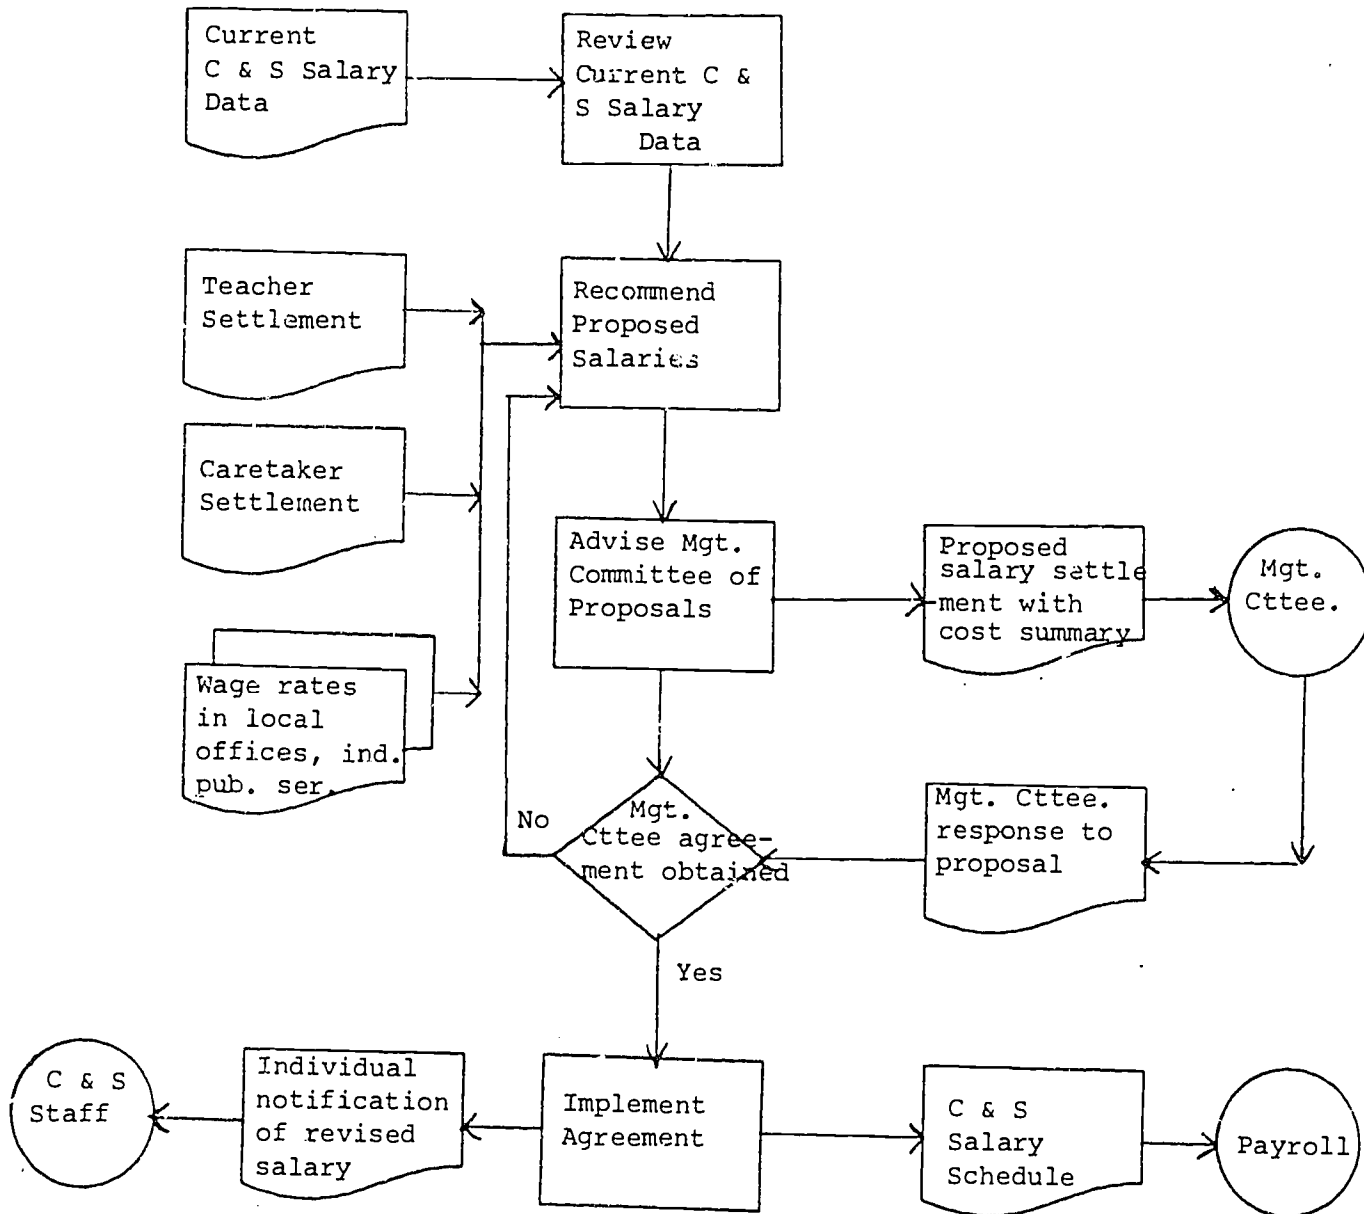 Current
C & S Salary
Data
Review
Current C &
S Salary
Data
Teacher
Settlement
Recommend
Proposed
Salaries
Caretaker
Settlement
Advise Mgt.
Committee of
Proposals
Proposed
salary settle
-ment with
cost summary
Mgt.
Cttee.
Wage rates
in local
offices, ind.
pub. ser.
No
Mgt.
Cttee agree-
ment obtained
Mgt. Cttee.
response to
proposal
Yes
C & S
Staff
Individual
notification
of revised
salary
Implement
Agreement
C & S
Salary
Schedule
Payroll